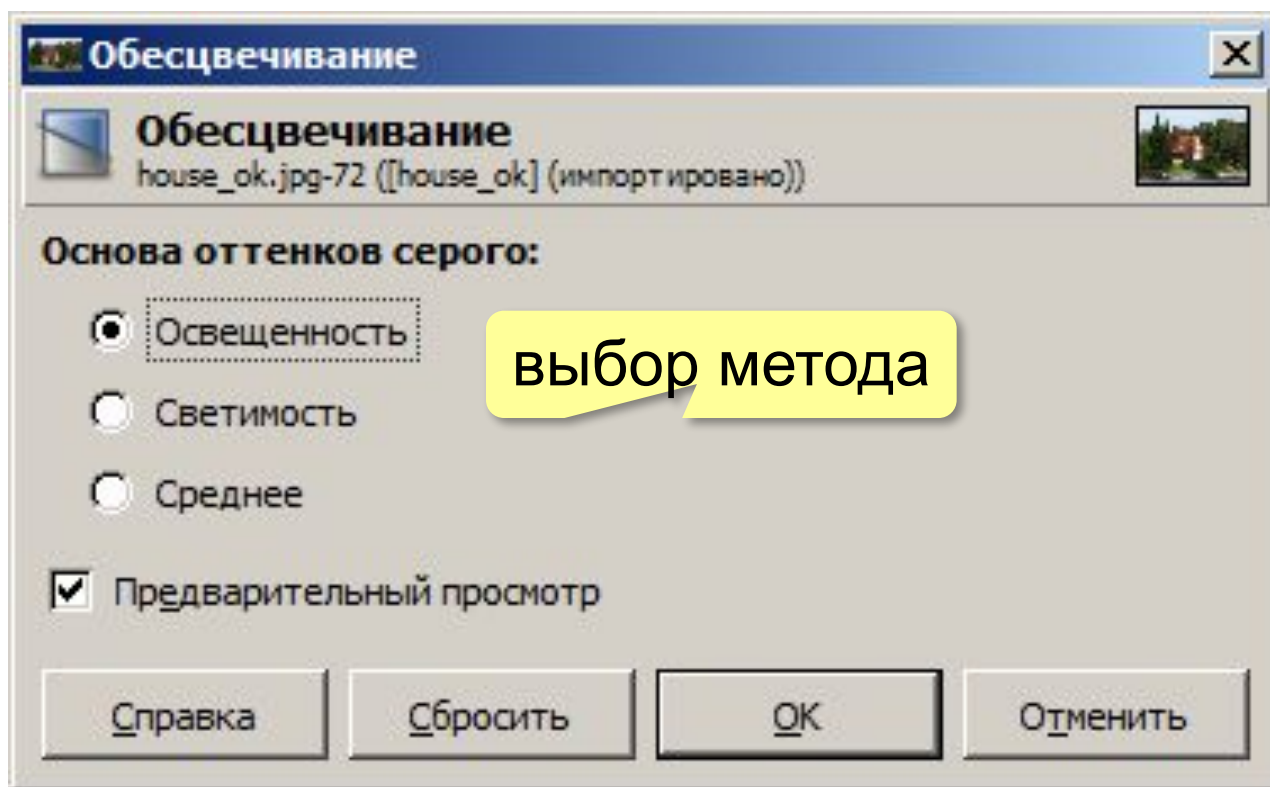 Обесцвечивание
Обесцвечивание
house_ok.jpg-72 ([house_ok] (импортировано))
Основа оттенков серого:
Освещенность
выбор метода
Светимость
Среднее
Предварительный просмотр
Справка Сбросить OK Отменить